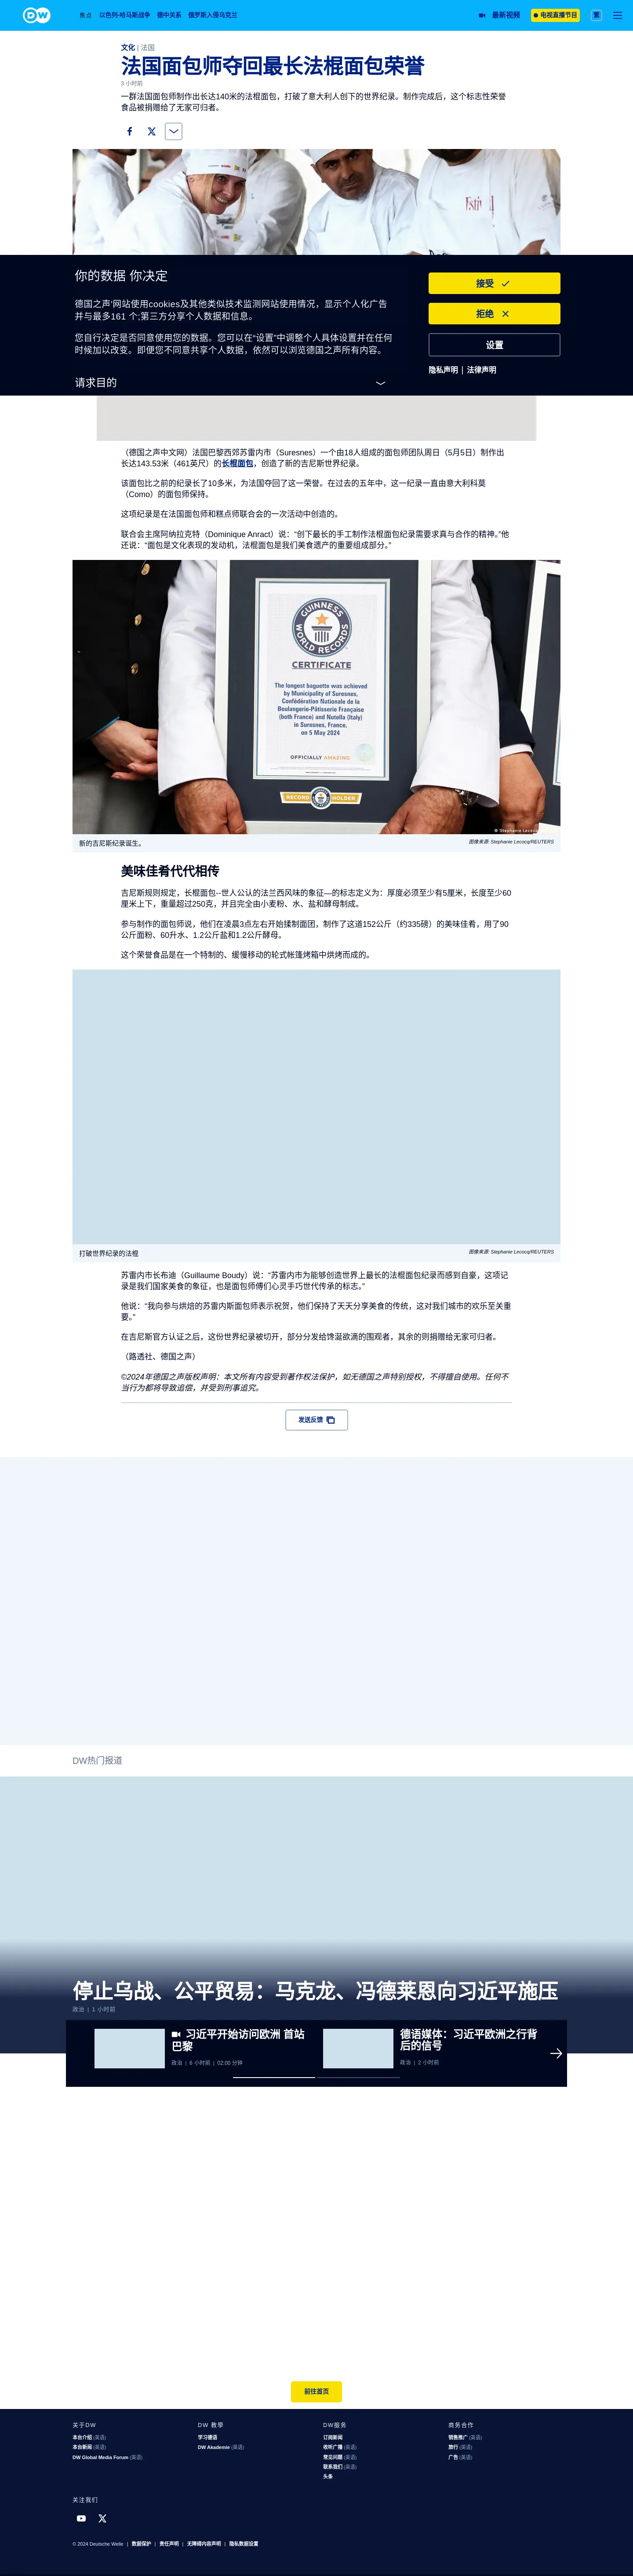 DW
焦点 以色列-哈马斯战争 德中关系 俄罗斯入侵乌克兰
最新视频 电视直播节目 繁
文化 | 法国
法国面包师夺回最长法棍面包荣誉
3 小时前
一群法国面包师制作出长达140米的法棍面包，打破了意大利人创下的世界纪录。制作完成后，这个标志性荣誉
食品被捐赠给了无家可归者。
你的数据 你决定
德国之声'网站使用cookies及其他类似技术监测网站使用情况，显示个人化广告
并与最多161 个;第三方分享个人数据和信息。
您自行决定是否同意使用您的数据。您可以在“设置”中调整个人具体设置并在任何
时候加以改变。即便您不同意共享个人数据，依然可以浏览德国之声所有内容。
请求目的
接受
拒绝
设置
隐私声明 | 法律声明
（德国之声中文网）法国巴黎西郊苏雷内市（Suresnes）一个由18人组成的面包师团队周日（5月5日）制作出
长达143.53米（461英尺）的长棍面包，创造了新的吉尼斯世界纪录。
该面包比之前的纪录长了10多米，为法国夺回了这一荣誉。在过去的五年中，这一纪录一直由意大利科莫
（Como）的面包师保持。
这项纪录是在法国面包师和糕点师联合会的一次活动中创造的。
联合会主席阿纳拉克特（Dominique Anract）说：“创下最长的手工制作法棍面包纪录需要求真与合作的精神。”他
还说：“面包是文化表现的发动机，法棍面包是我们美食遗产的重要组成部分。”
GUINNESS
WORLD RECORDS
CERTIFICATE
The longest baguette was achieved
by Municipality of Suresnes,
Confédération Nationale de la
Boulangerie-Pâtisserie Française
(both France) and Nutella (Italy)
in Suresnes, France,
on 5 May 2024
OFFICIALLY AMAZING
RECORD HOLDER
新的吉尼斯纪录诞生。
图像来源: Stephanie Lecocq/REUTERS
美味佳肴代代相传
吉尼斯规则规定，长棍面包--世人公认的法兰西风味的象征—的标志定义为：厚度必须至少有5厘米，长度至少60
厘米上下，重量超过250克，并且完全由小麦粉、水、盐和酵母制成。
参与制作的面包师说，他们在凌晨3点左右开始揉制面团，制作了这道152公斤（约335磅）的美味佳肴，用了90
公斤面粉、60升水、1.2公斤盐和1.2公斤酵母。
这个荣誉食品是在一个特制的、缓慢移动的轮式帐篷烤箱中烘烤而成的。
打破世界纪录的法棍
图像来源: Stephanie Lecocq/REUTERS
苏雷内市长布迪（Guillaume Boudy）说：“苏雷内市为能够创造世界上最长的法棍面包纪录而感到自豪，这项记
录是我们国家美食的象征，也是面包师傅们心灵手巧世代传承的标志。”
他说：“我向参与烘焙的苏雷内斯面包师表示祝贺，他们保持了天天分享美食的传统，这对我们城市的欢乐至关重
要。”
在吉尼斯官方认证之后，这份世界纪录被切开，部分分发给馋涎欲滴的围观者，其余的则捐赠给无家可归者。
（路透社、德国之声）
©2024年德国之声版权声明：本文所有内容受到著作权法保护，如无德国之声特别授权，不得擅自使用。任何不
当行为都将导致追偿，并受到刑事追究。
发送反馈
DW热门报道
停止乌战、公平贸易：马克龙、冯德莱恩向习近平施压
政治 | 1 小时前
习近平开始访问欧洲 首站
巴黎
政治 | 6 小时前 | 02:00 分钟
德语媒体：习近平欧洲之行背
后的信号
政治 | 2 小时前
前往首页
关于DW
本台介绍 (英语)
本台新闻 (英语)
DW Global Media Forum (英语)
DW 教学
学习德语
DW Akademie (英语)
DW服务
订阅新闻
收听广播 (英语)
常见问题 (英语)
联系我们 (英语)
头条
商务合作
销售推广 (英语)
旅行 (英语)
广告 (英语)
关注我们
© 2024 Deutsche Welle | 数据保护 | 责任声明 | 无障碍内容声明 | 隐私数据设置